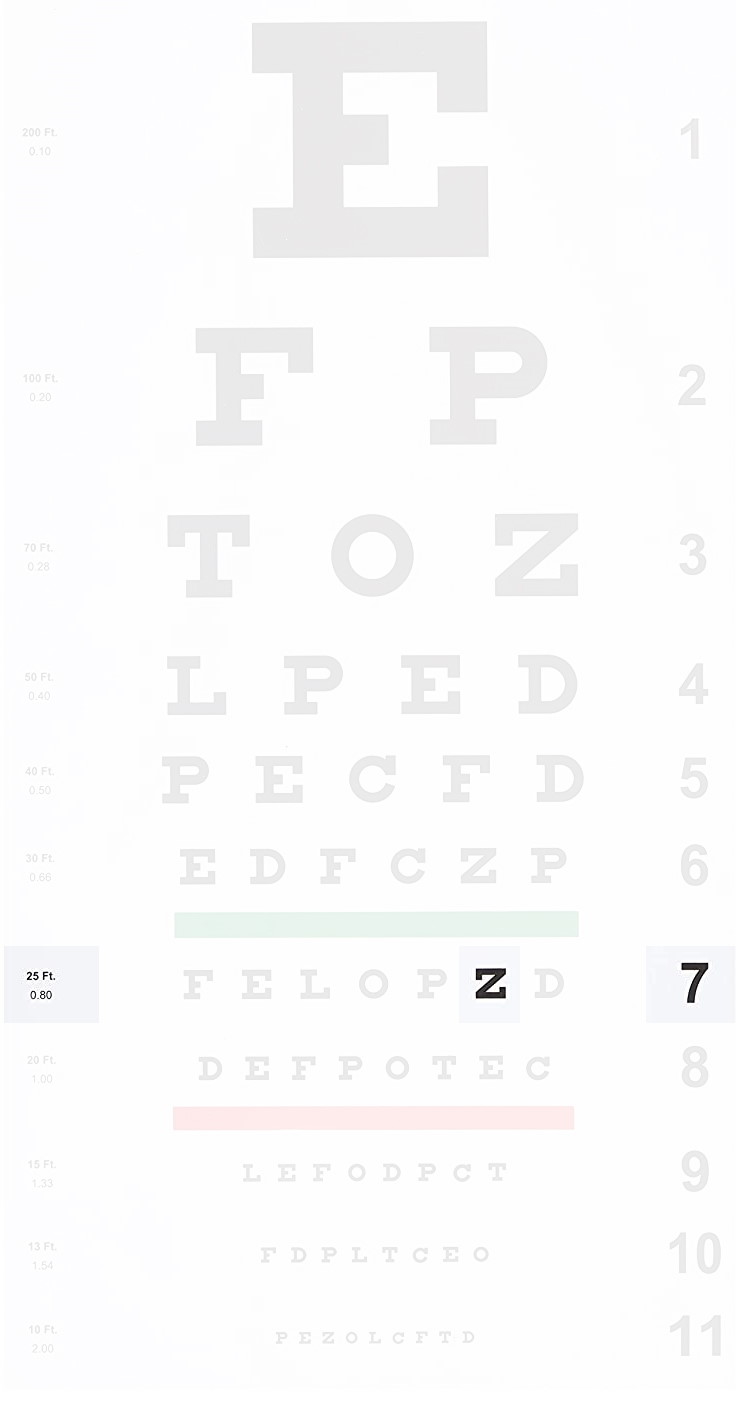 200 Ft.
0.10
E
1
100 Ft.
0.20
F P
2
70 Ft.
0.28
T O Z
3
50 Ft.
0.40
L P E D
4
40 Ft.
0.50
P E C F D
5
30 Ft.
0.66
E D F C Z P
6
25 Ft.
0.80
F E L O P Z D
7
20 Ft.
1.00
D E F P O T E C
8
15 Ft.
1.33
L E F O D P C T
9
13 Ft.
1.54
F D P L T C E O
10
10 Ft.
2.00
P E Z O L C F T D
11